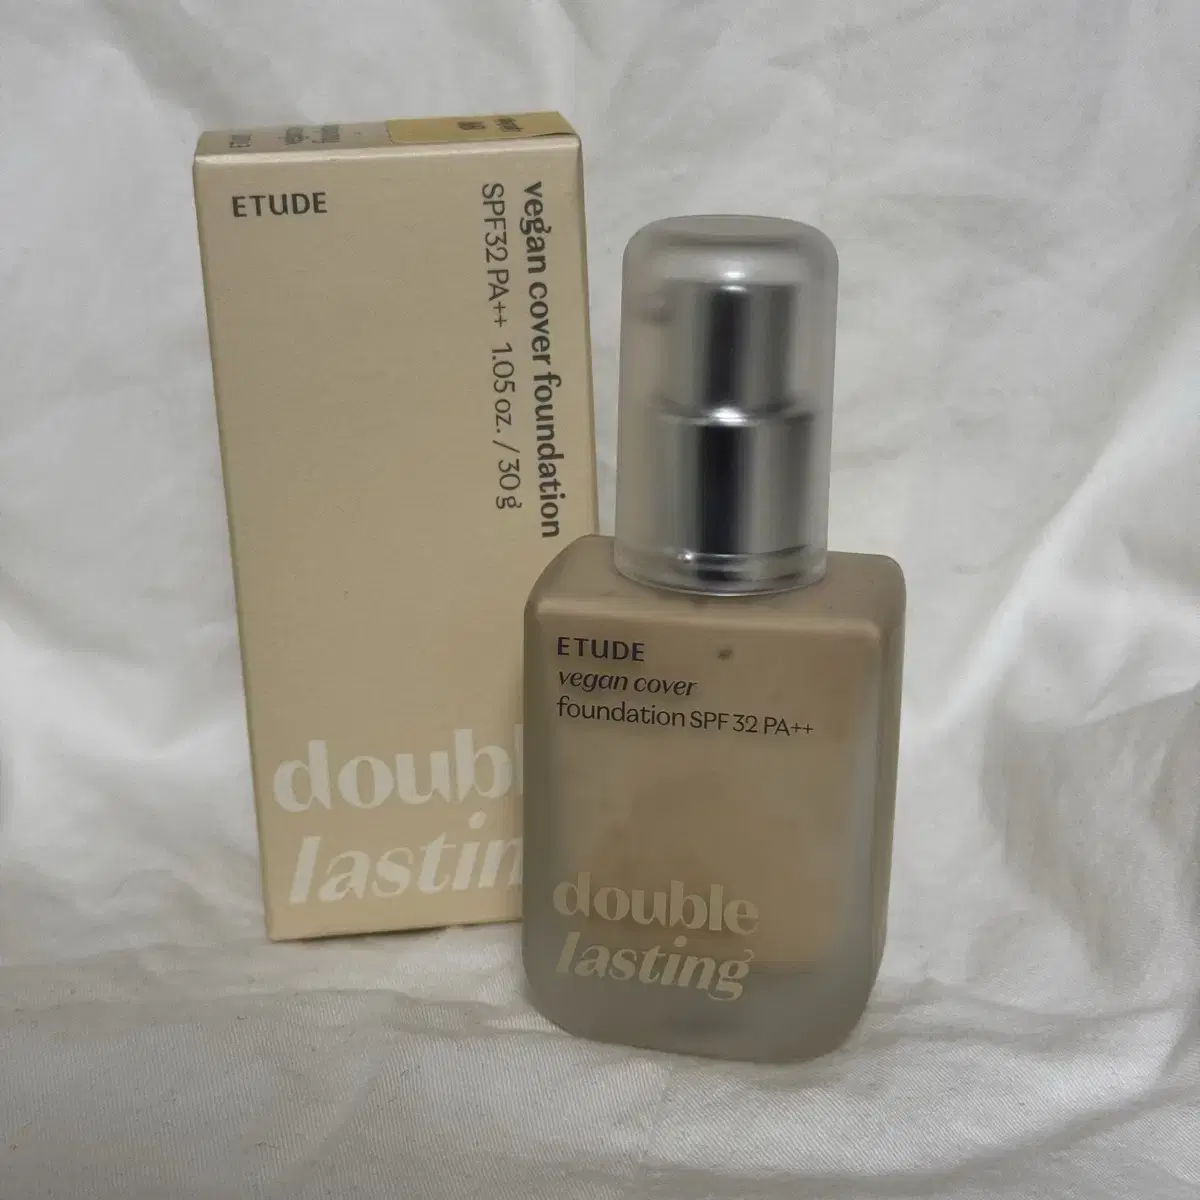 ETUDE
vegan cover foundation
SPF32 PA++ 1.05 oz. / 30 g
doubl
lastin
ETUDE
vegan cover
foundation SPF 32 PA++
double
lasting